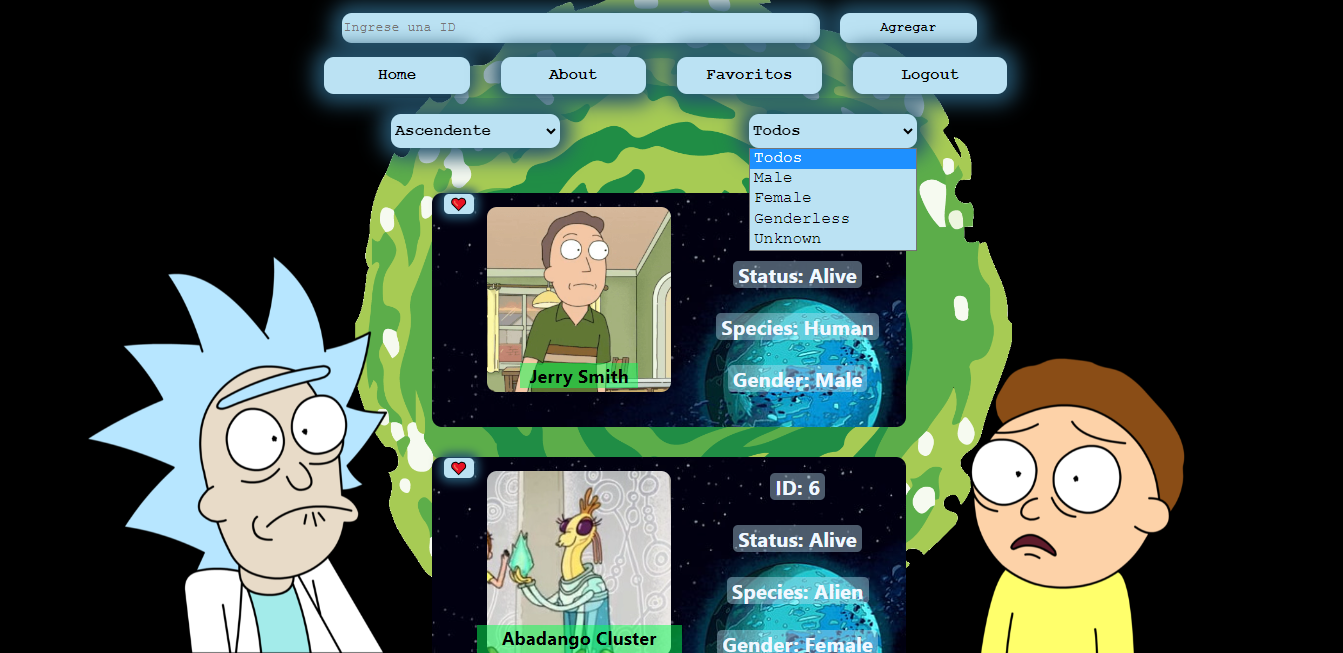 Ingrese una ID
Agregar
Home
About
Favoritos
Logout
Ascendente
Todos
Todos
Male
Female
Genderless
Unknown
Status: Alive
Species: Human
Gender: Male
Jerry Smith
ID: 6
Status: Alive
Species: Alien
Gender: Female
Abadango Cluster